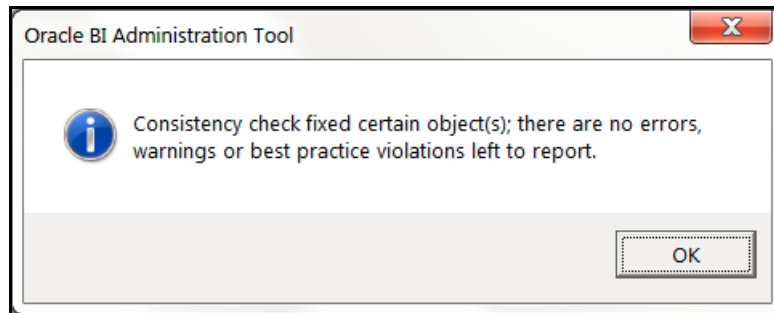 Oracle BI Administration Tool
Consistency check fixed certain object(s); there are no errors,
warnings or best practice violations left to report.
OK